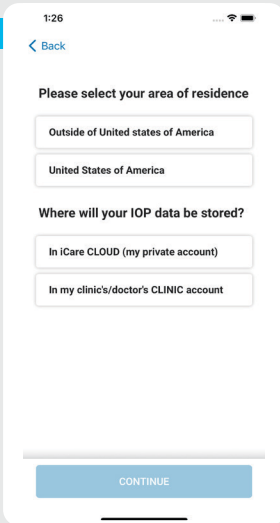 1:26
Back
Please select your area of residence
Outside of United states of America
United States of America
Where will your IOP data be stored?
In iCare CLOUD (my private account)
In my clinic's/doctor's CLINIC account
CONTINUE